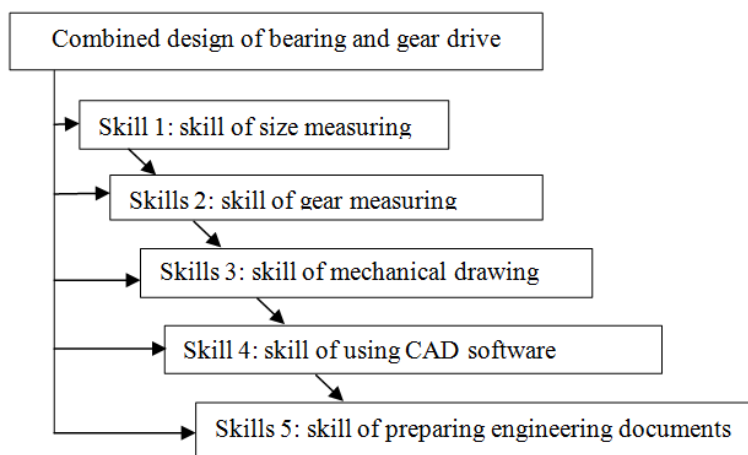 Combined design of bearing and gear drive
Skill 1: skill of size measuring
Skills 2: skill of gear measuring
Skills 3: skill of mechanical drawing
Skill 4: skill of using CAD software
Skills 5: skill of preparing engineering documents